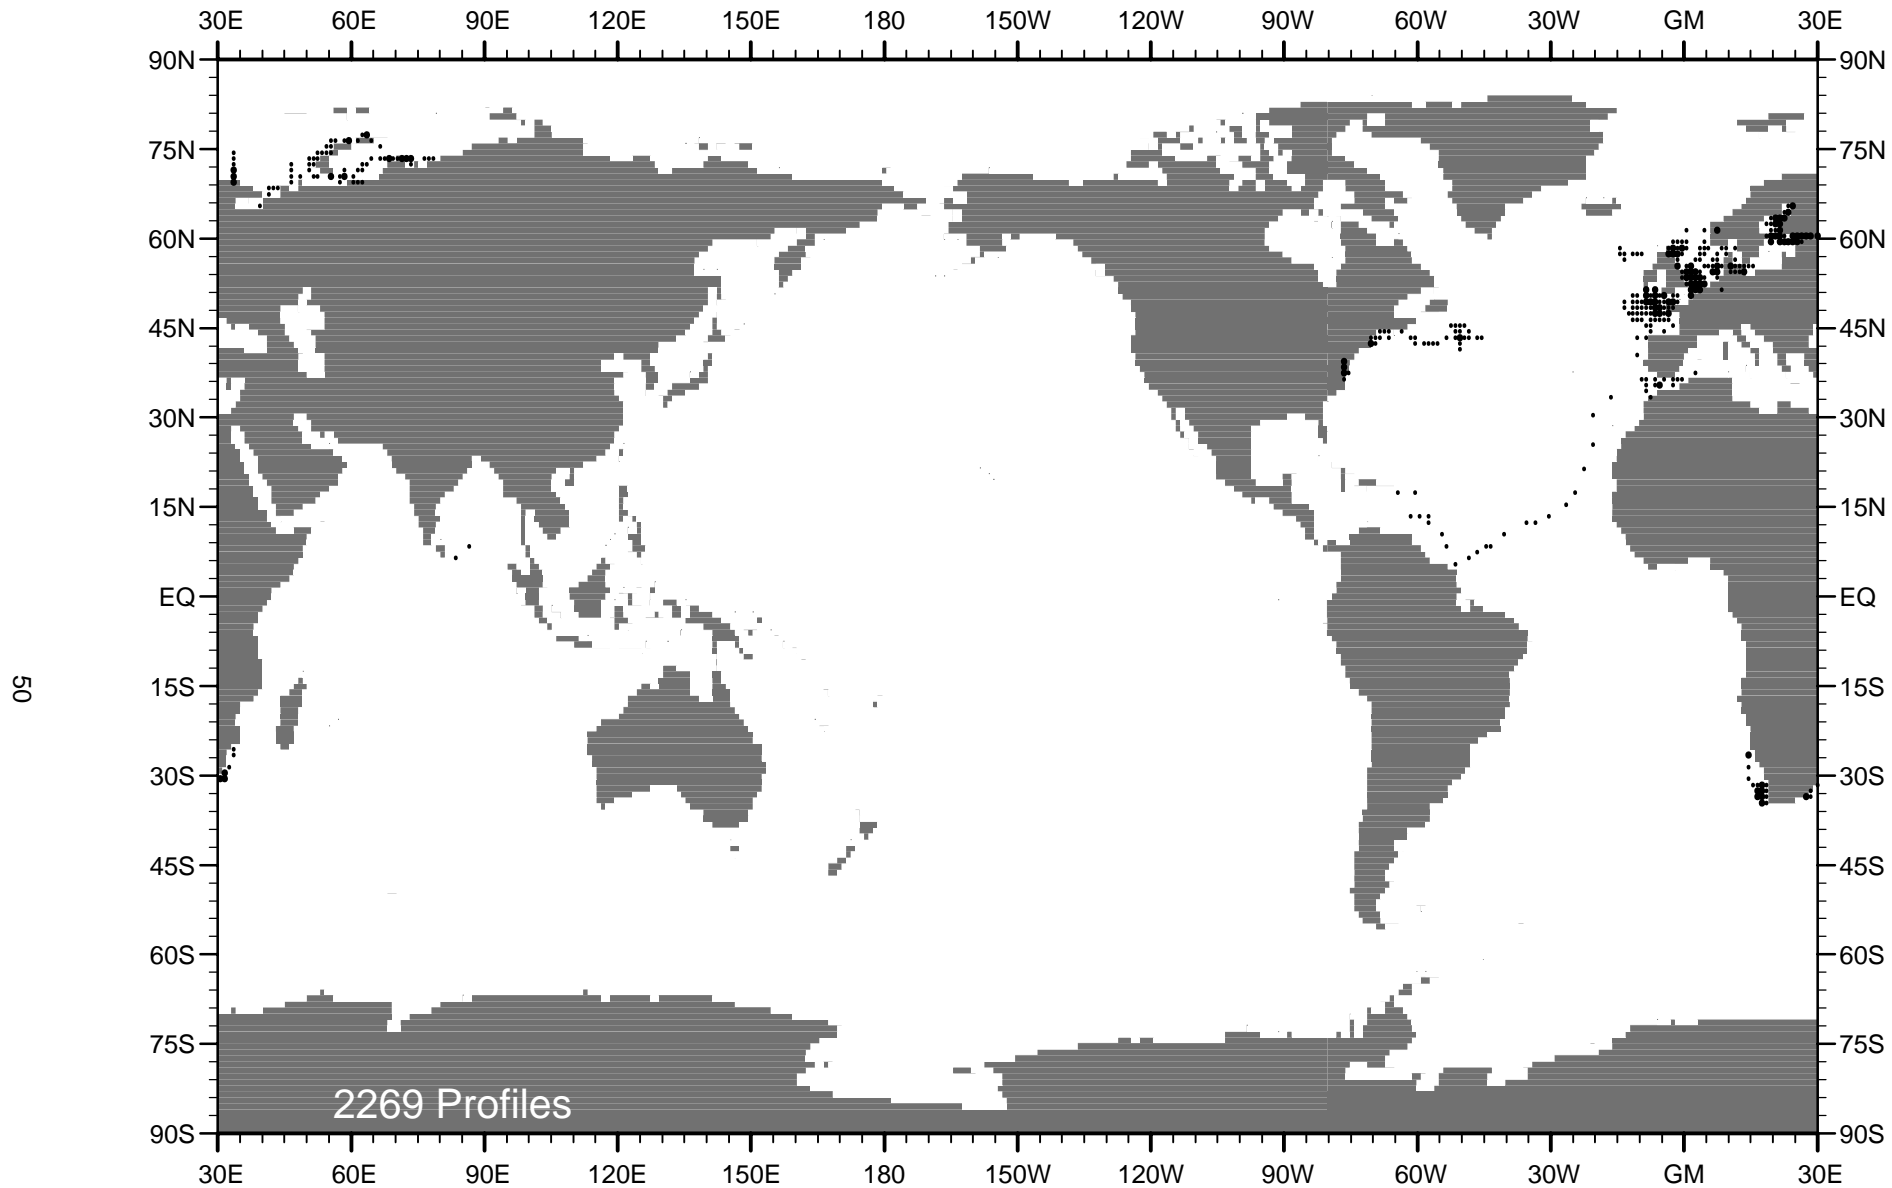 30E 60E 90E 120E 150E 180 150W 120W 90W 60W 30W GM 30E
90N 90N
75N 75N
60N 60N
45N 45N
30N 30N
15N 15N
EQ EQ
50
15S 15S
30S 30S
45S 45S
60S 60S
75S 75S
2269 Profiles
90S 90S
30E 60E 90E 120E 150E 180 150W 120W 90W 60W 30W GM 30E